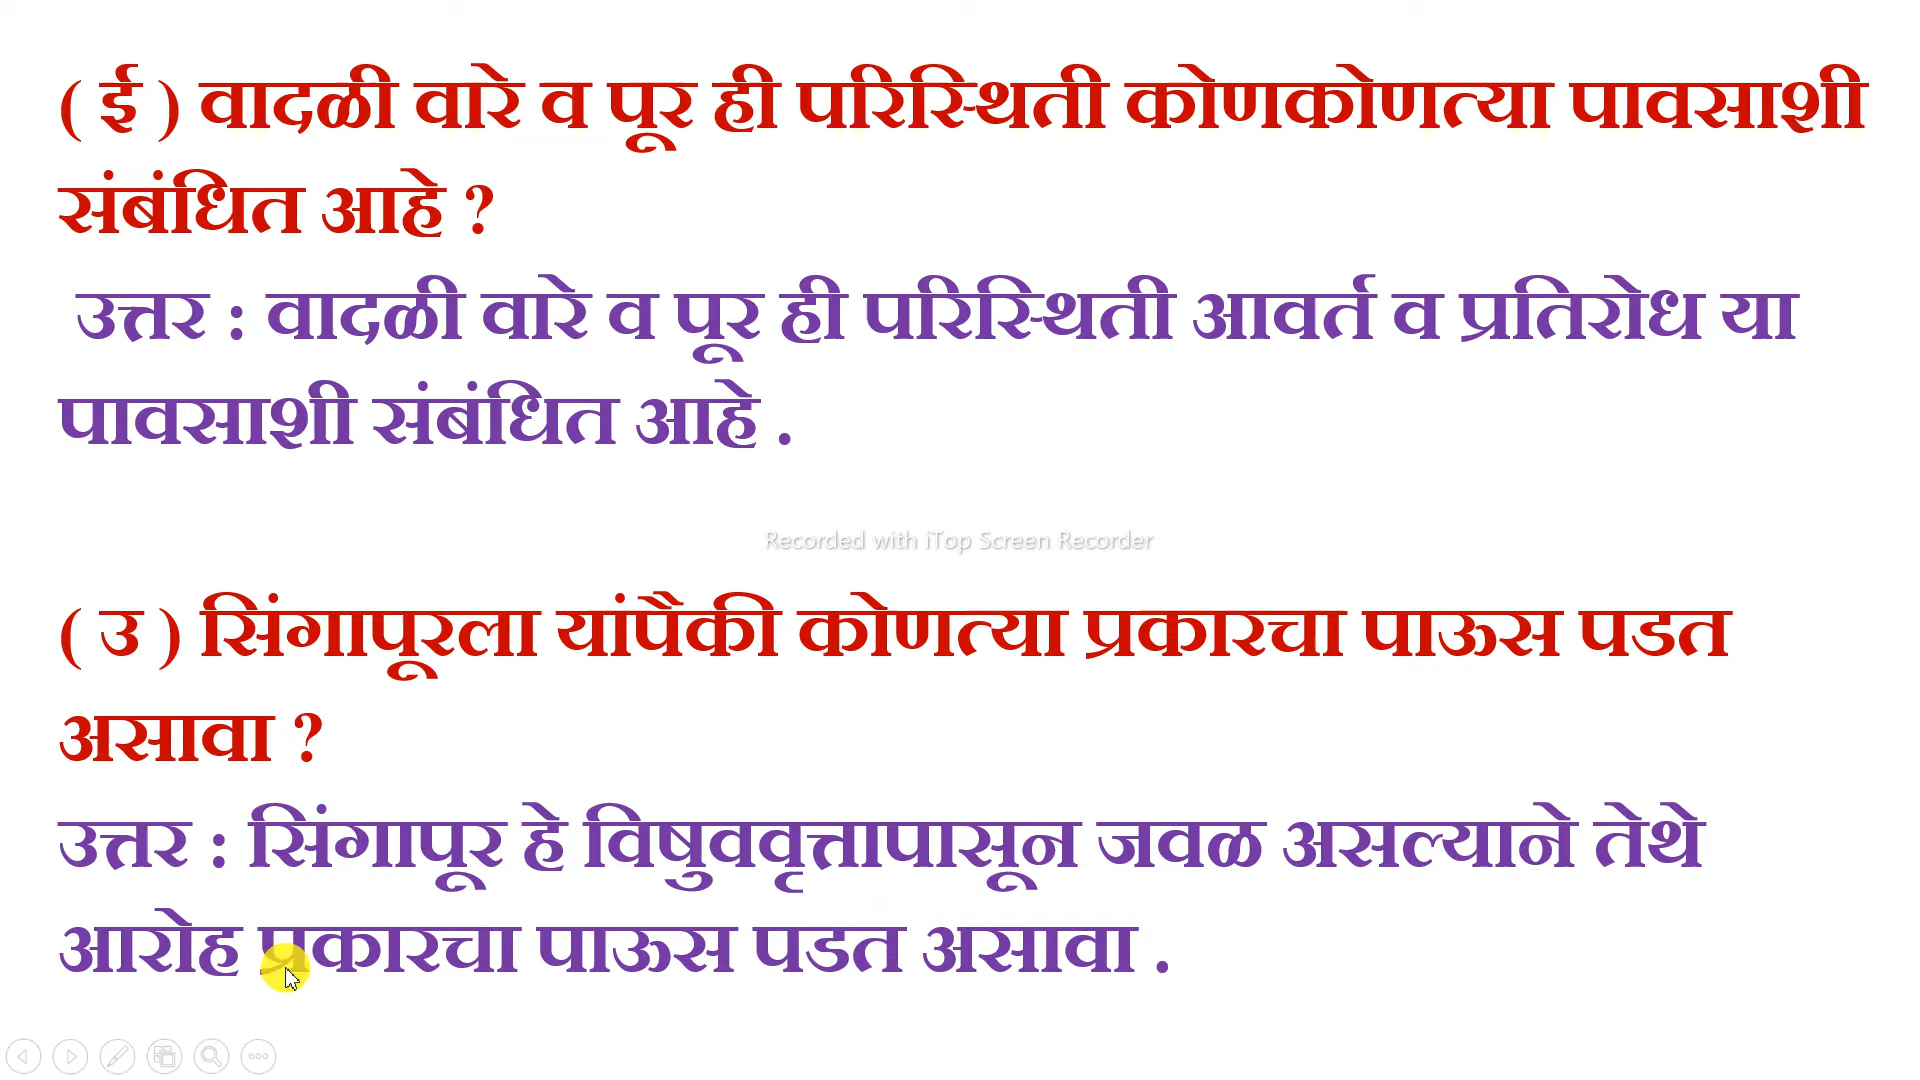 ( ई ) वादळी वारे व पूर ही परिस्थिती कोणकोणत्या पावसाशी
संबंधित आहे ?
उत्तर : वादळी वारे व पूर ही परिस्थिती आवर्त व प्रतिरोध या
पावसाशी संबंधित आहे .
Recorded with iTop Screen Recorder
( उ ) सिंगापूरला यांपैकी कोणत्या प्रकारचा पाऊस पडत
असावा ?
उत्तर : सिंगापूर हे विषुववृत्तापासून जवळ असल्याने तेथे
आरोह प्रकारचा पाऊस पडत असावा .